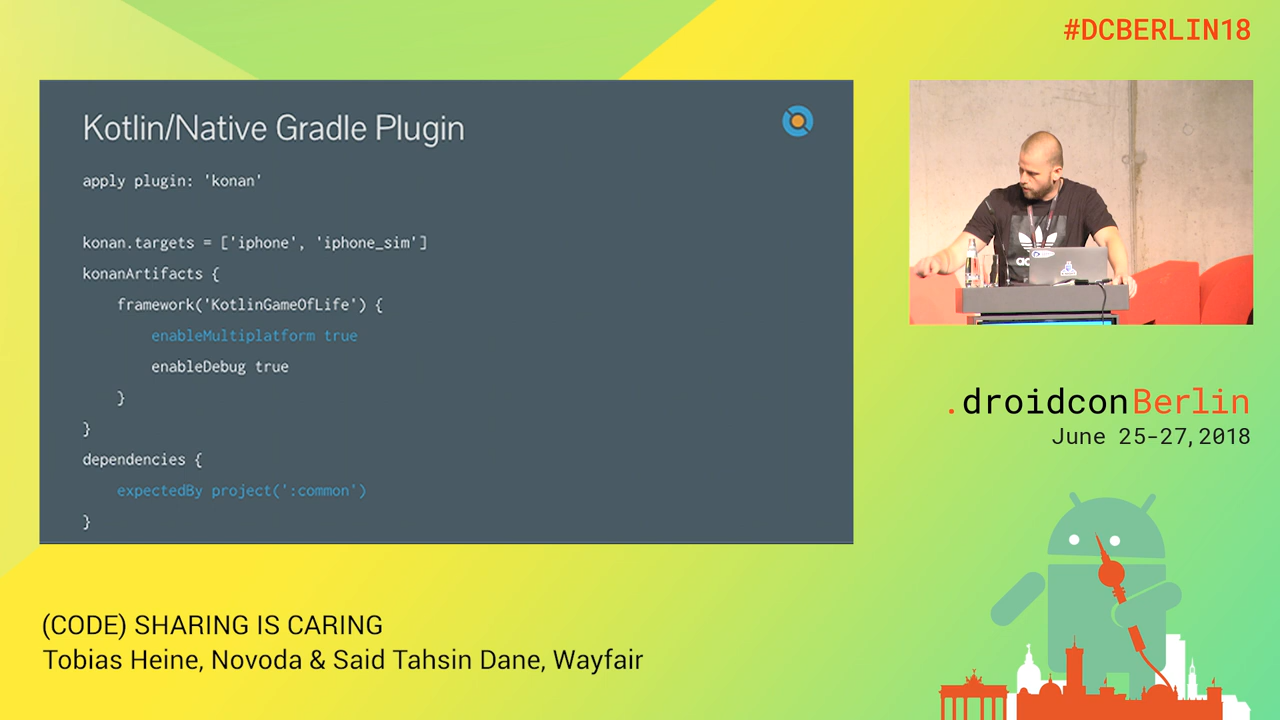 #DCBERLIN18
Kotlin/Native Gradle Plugin
apply plugin: 'konan'
konan.targets = ['iphone', 'iphone_sim']
konanArtifacts {
framework('KotlinGameOfLife') {
enableMultiplatform true
enableDebug true
}
}
dependencies {
expectedBy project(':common')
}
.droidconBerlin
June 25-27, 2018
(CODE) SHARING IS CARING
Tobias Heine, Novoda & Said Tahsin Dane, Wayfair